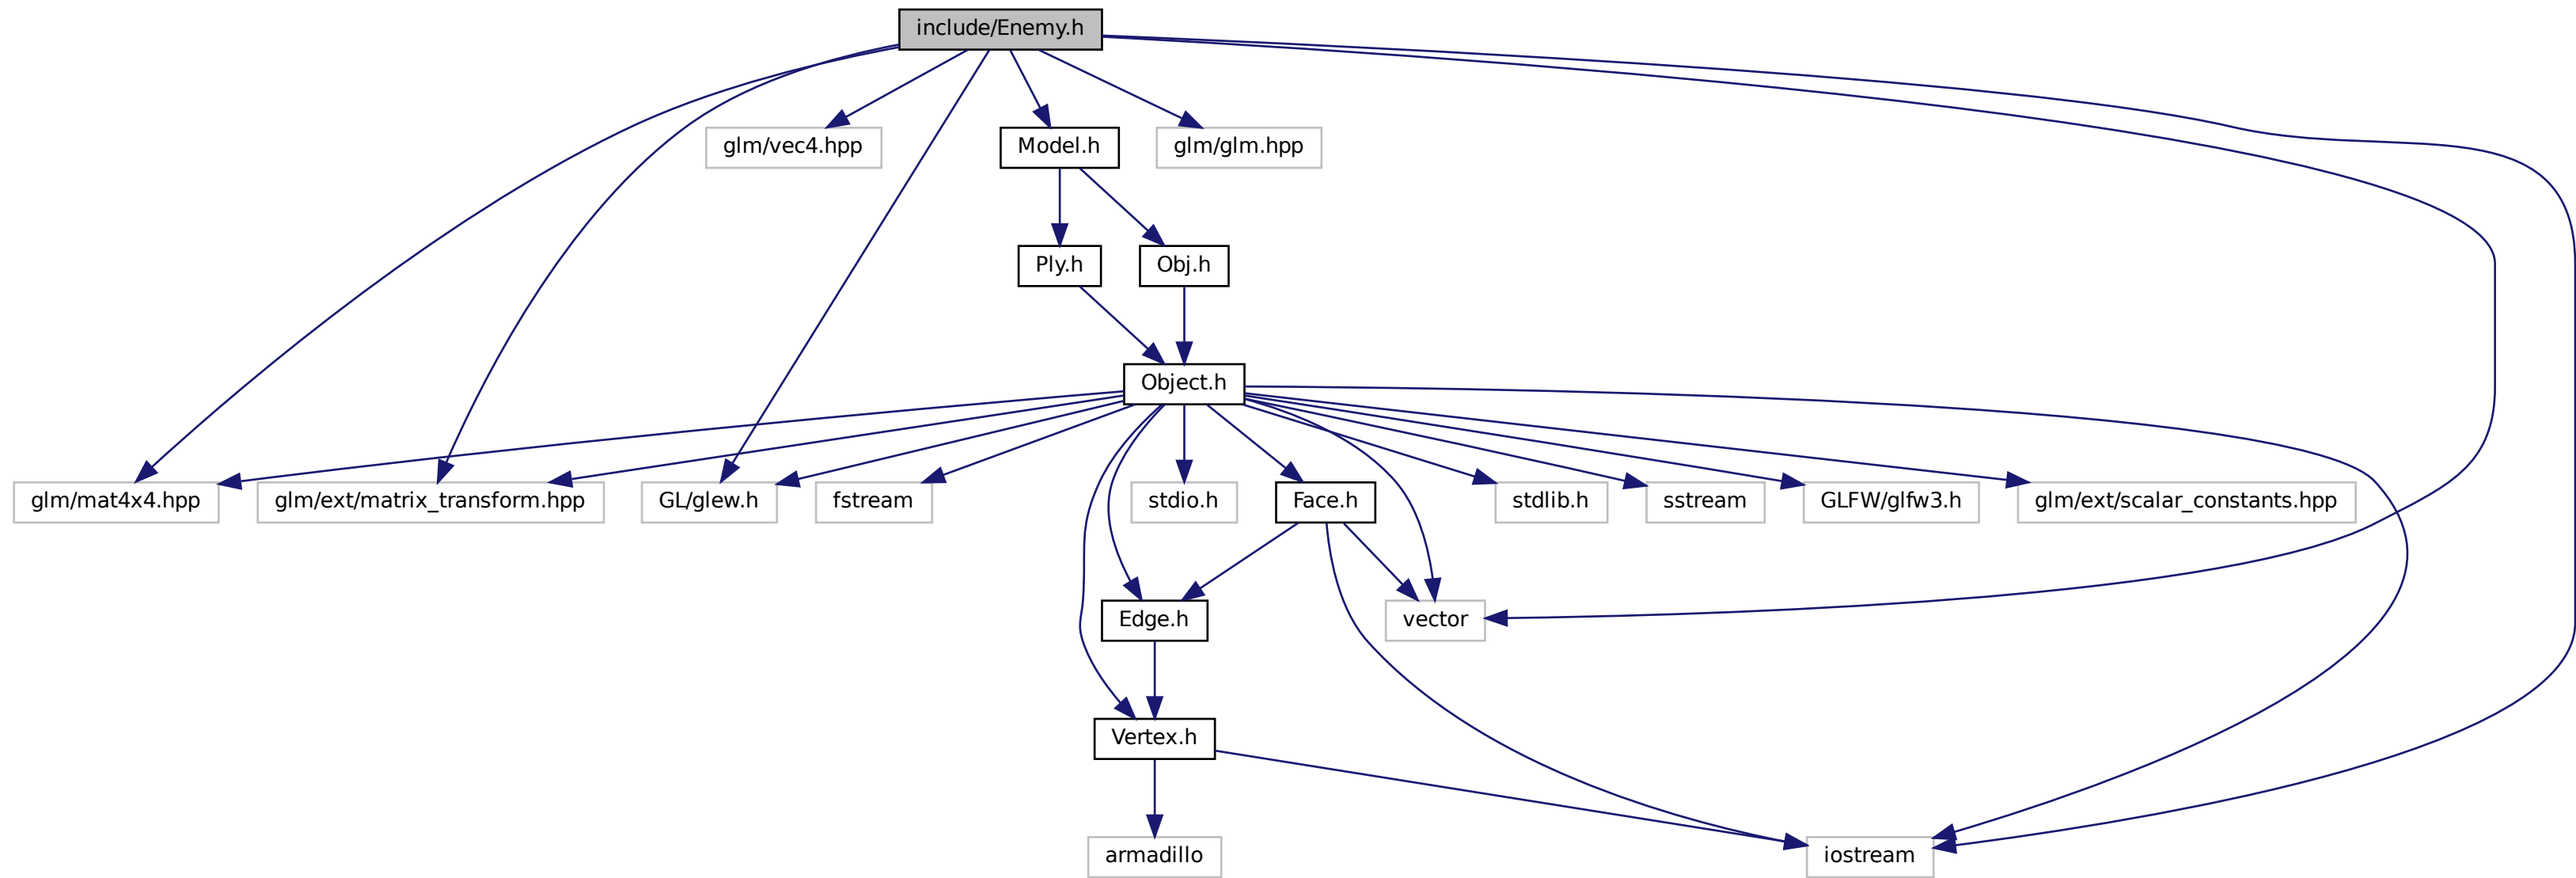 include/Enemy.h
glm/vec4.hpp
Model.h
glm/glm.hpp
Ply.h
Obj.h
Object.h
glm/mat4x4.hpp
glm/ext/matrix_transform.hpp
GL/glew.h
fstream
stdio.h
Face.h
stdlib.h
sstream
GLFW/glfw3.h
glm/ext/scalar_constants.hpp
Edge.h
vector
Vertex.h
armadillo
iostream